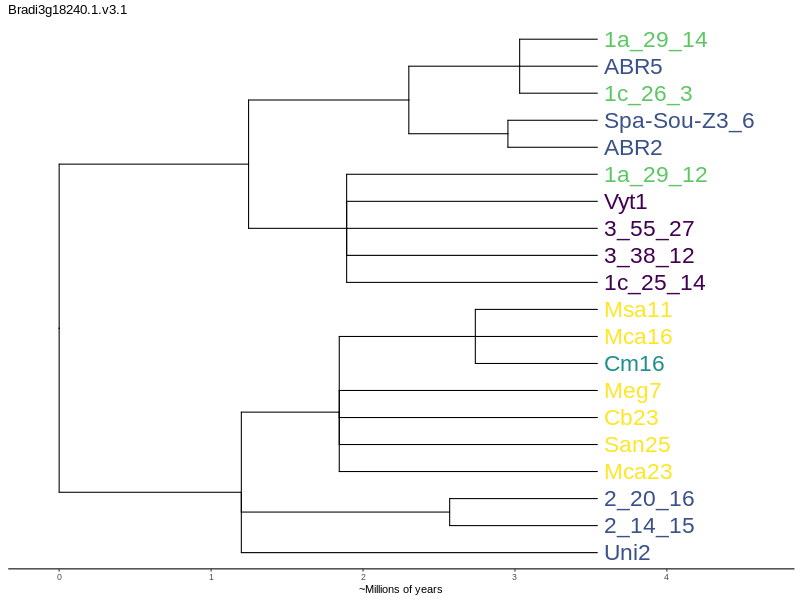 Bradi3g18240.1.v3.1
1a_29_14
ABR5
1c_26_3
Spa-Sou-Z3_6
ABR2
1a_29_12
Vyt1
3_55_27
3_38_12
1c_25_14
Msa11
Mca16
Cm16
Meg7
Cb23
San25
Mca23
2_20_16
2_14_15
Uni2
0 1 2 3 4
~Millions of years